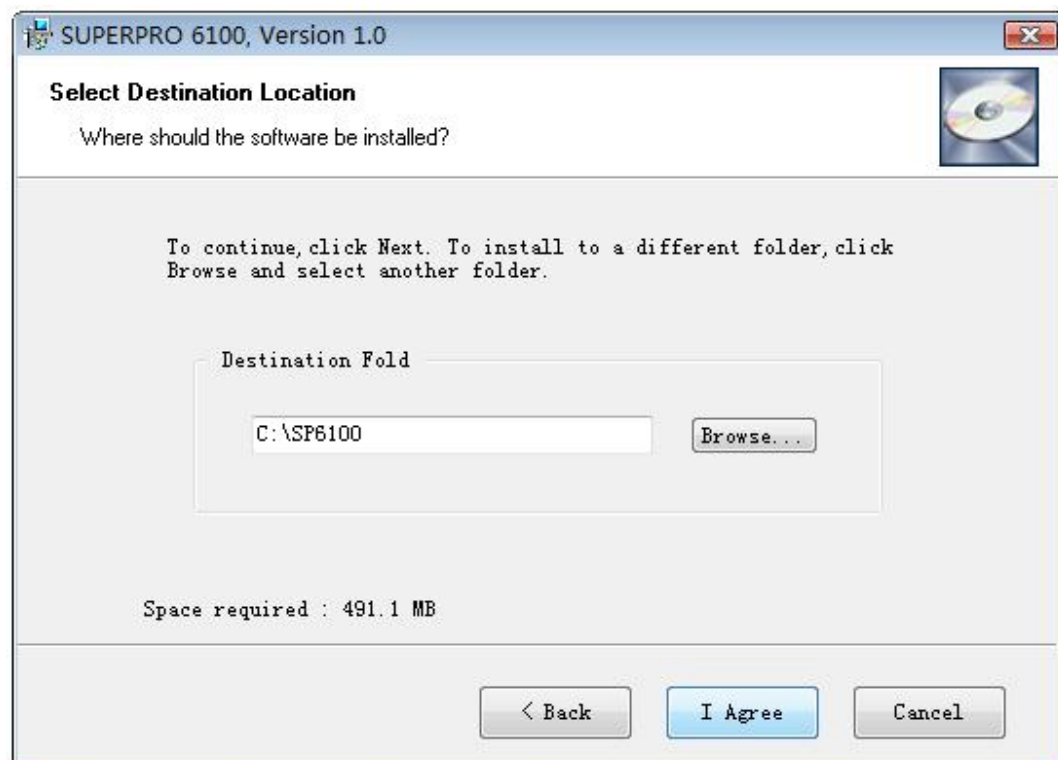 SUPERPRO 6100, Version 1.0
Select Destination Location
Where should the software be installed?
To continue,click Next. To install to a different folder,click
Browse and select another folder.
Destination Fold
C:\SP6100
Browse...
Space required : 491.1 MB
< Back
I Agree
Cancel